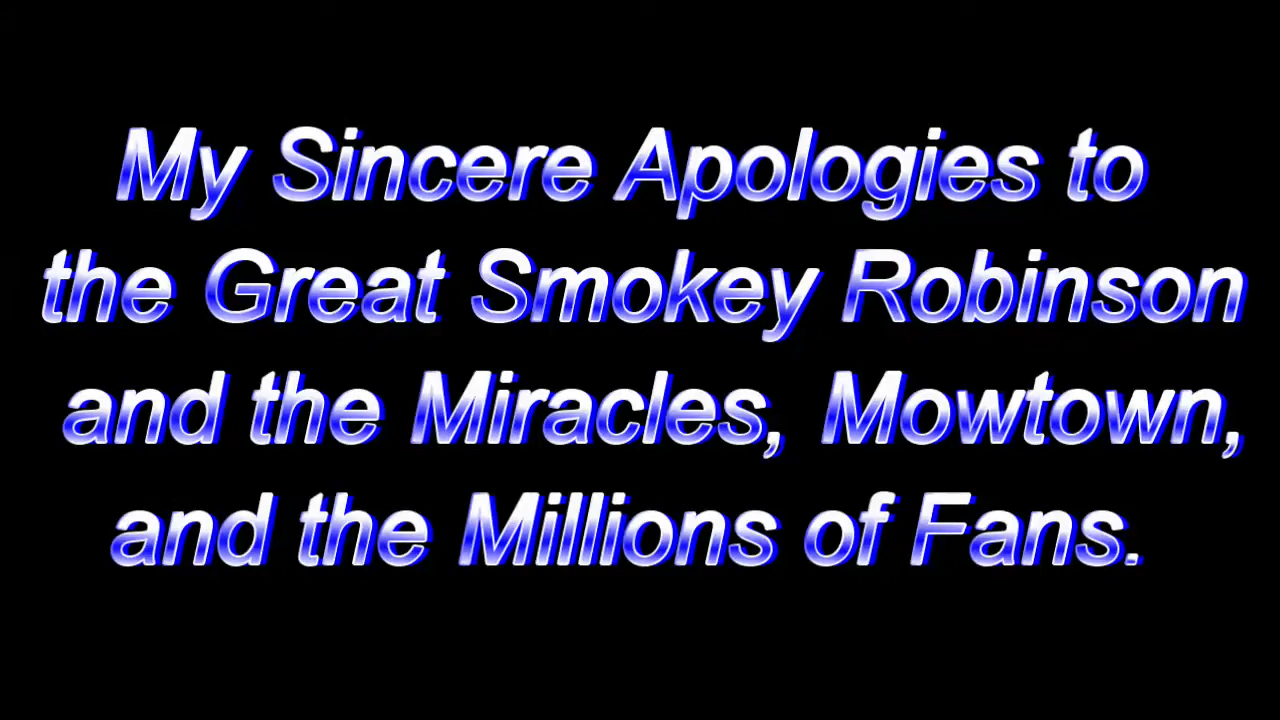 My Sincere Apologies to
the Great Smokey Robinson
and the Miracles, Mowtown,
and the Millions of Fans.